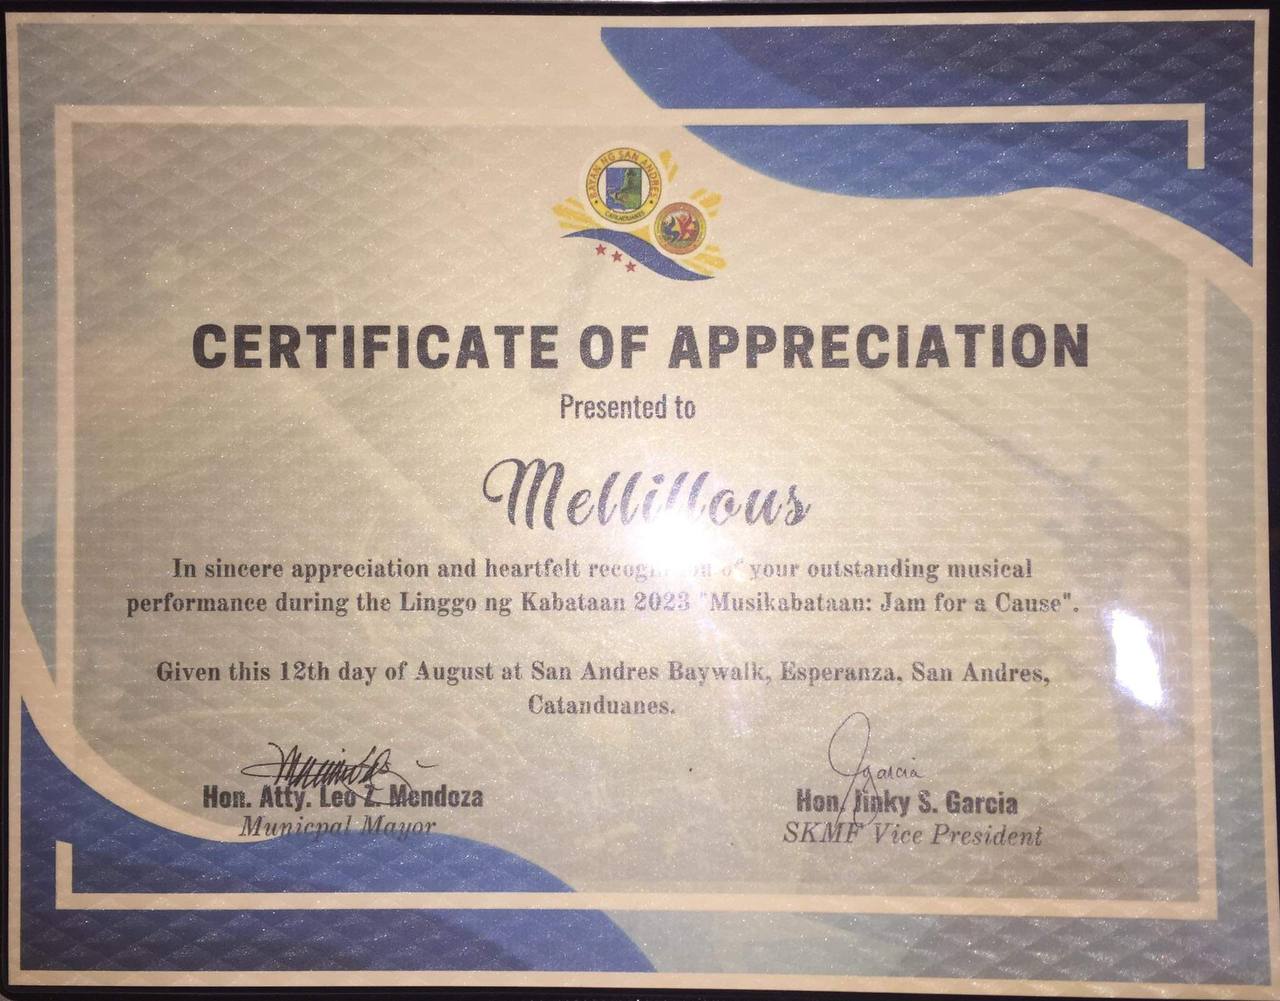 BAYAN NG SAN ANDRES
CATANDUANES
CERTIFICATE OF APPRECIATION
Presented to
Mellillous
In sincere appreciation and heartfelt of your outstanding musical
performance during the Linggo ng Kabataan 2023 "Musikabataan: Jam for a Cause".
Given this 12th day of August at San Andres Baywalk, Esperanza, San Andres,
Catanduanes.
Hon. Atty. Leo Z. Mendoza
Municpal Mayor
Jgarcia
Hon. Jinky S. Garcia
SKMF Vice President